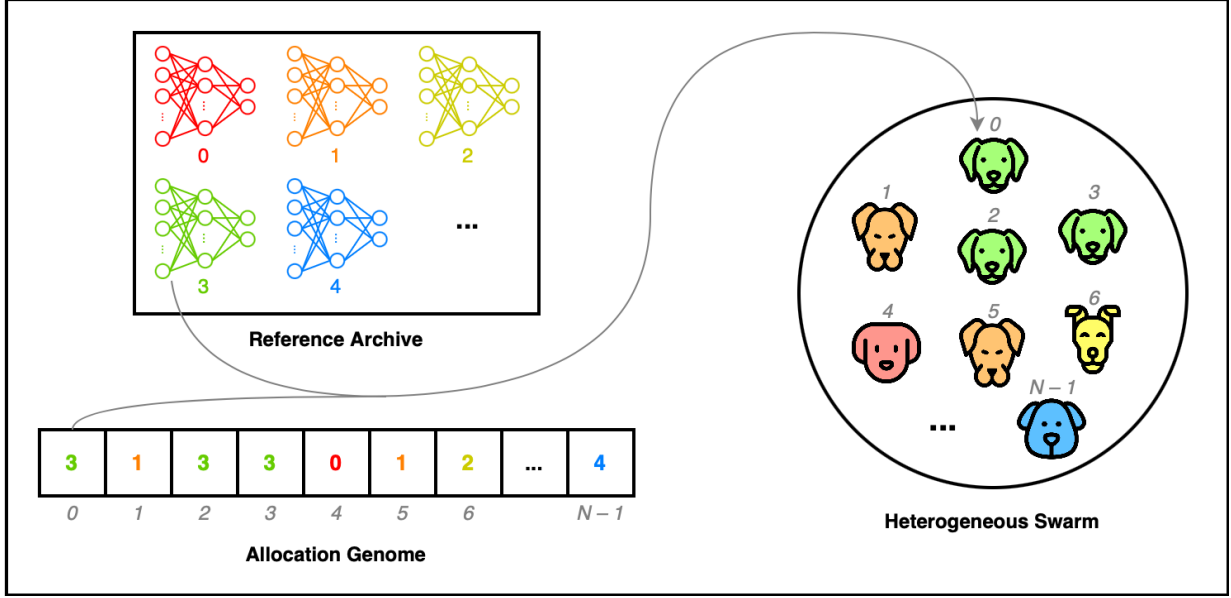 0 1 2
3 4 ...
Reference Archive
3 1 3 3 0 1 2 ... 4
0 1 2 3 4 5 6 N – 1
Allocation Genome
0
1 2 3
4 5 6
... N – 1
Heterogeneous Swarm